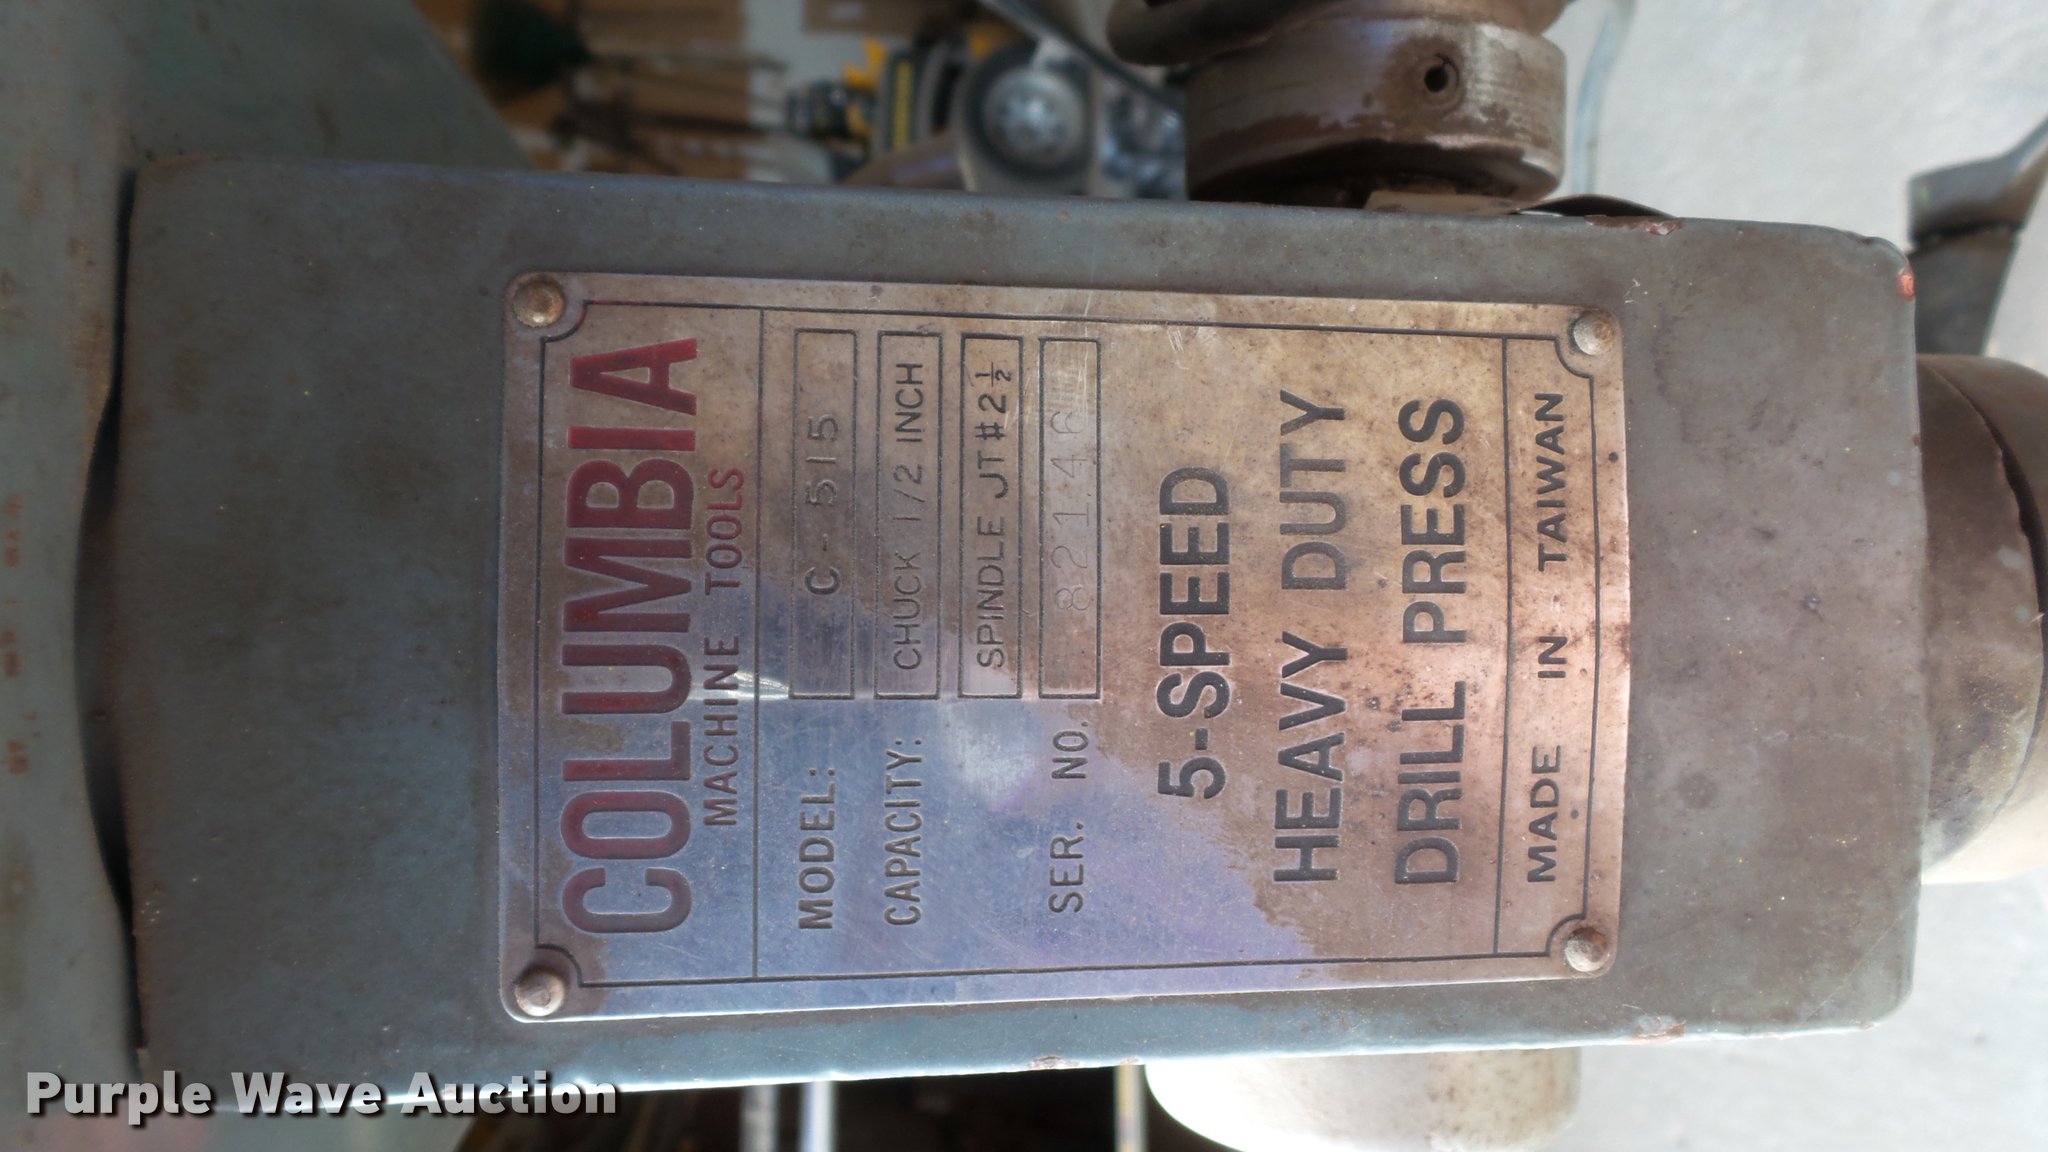 COLUMBIA
MACHINE TOOLS
MODEL: C-515
CAPACITY: CHUCK 1/2 INCH
SPINDLE JT#2½
SER. NO. 82146
5-SPEED
HEAVY DUTY
DRILL PRESS
MADE IN TAIWAN
Purple Wave Auction